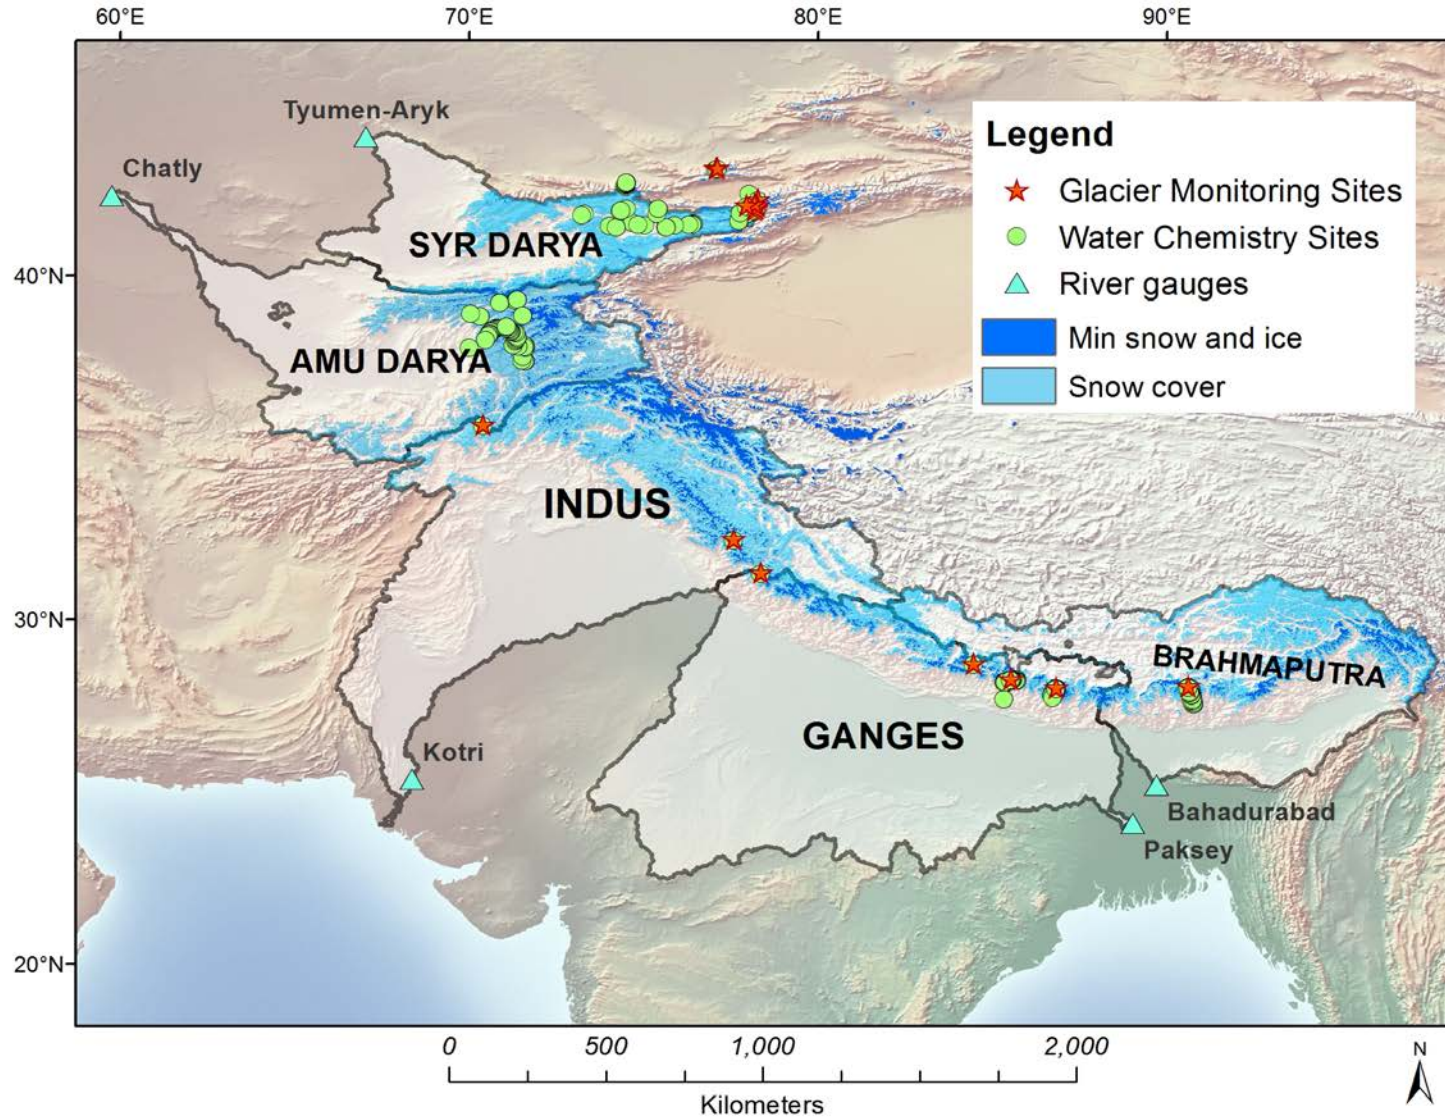 60°E
70°E
80°E
90°E
Tyumen-Aryk
Chatly
Legend
Glacier Monitoring Sites
Water Chemistry Sites
River gauges
Min snow and ice
Snow cover
SYR DARYA
40°N
AMU DARYA
INDUS
30°N
BRAHMAPUTRA
GANGES
Kotri
Bahadurabad
Paksey
20°N
0 500 1,000 2,000
Kilometers
N